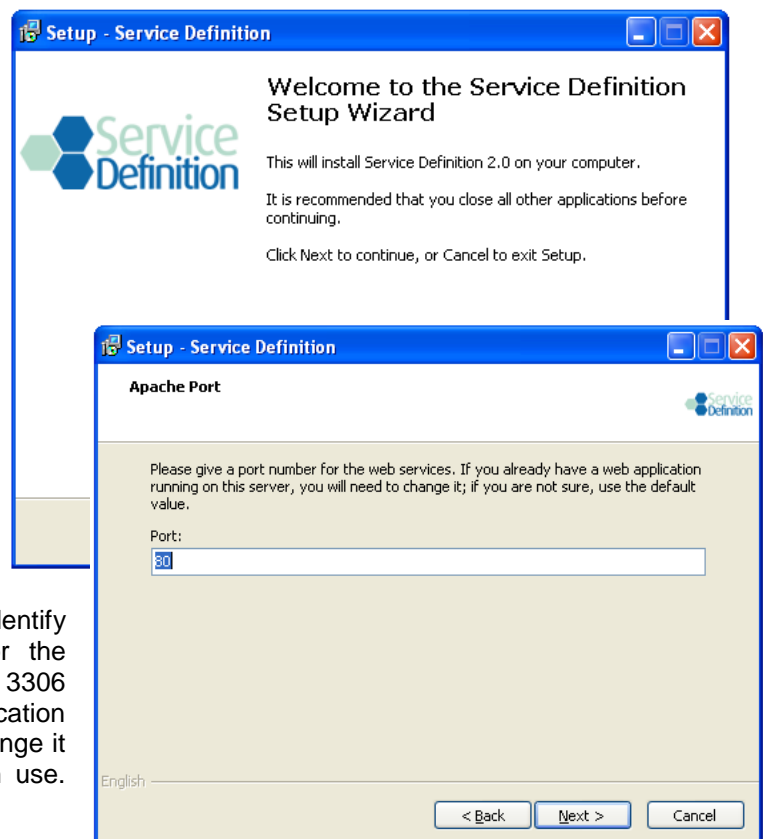 Setup - Service Definition
Service
Definition
Welcome to the Service Definition
Setup Wizard
This will install Service Definition 2.0 on your computer.
It is recommended that you close all other applications before
continuing.
Click Next to continue, or Cancel to exit Setup.
Setup - Service Definition
Apache Port
Service
Definition
Please give a port number for the web services. If you already have a web application
running on this server, you will need to change it; if you are not sure, use the default
value.
Port:
80
r the
3306
use.
English
< Back
Next >
Cancel